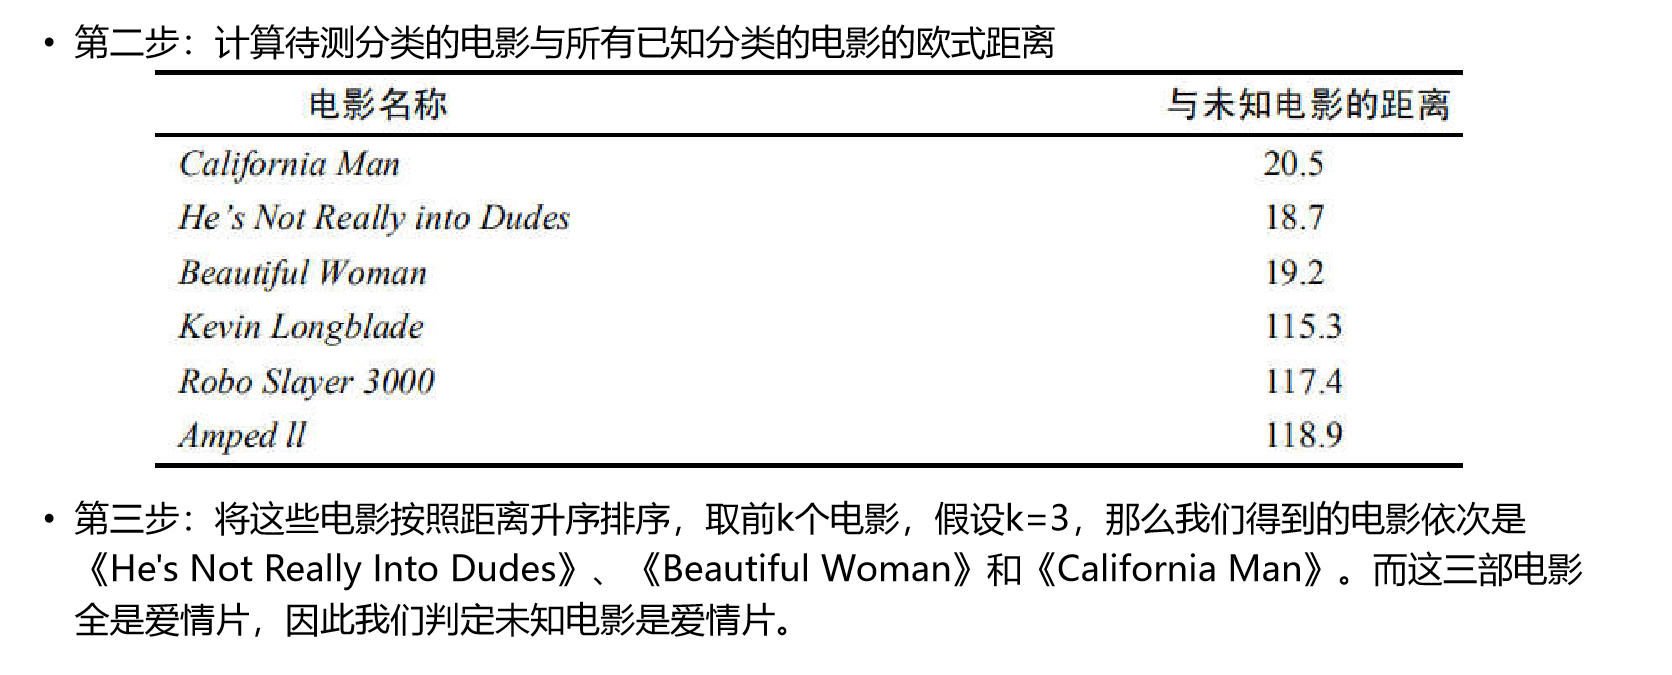 • 第二步：计算待测分类的电影与所有已知分类的电影的欧式距离
电影名称 与未知电影的距离
California Man 20.5
He’s Not Really into Dudes 18.7
Beautiful Woman 19.2
Kevin Longblade 115.3
Robo Slayer 3000 117.4
Amped ll 118.9
• 第三步：将这些电影按照距离升序排序，取前k个电影，假设k=3，那么我们得到的电影依次是
《He's Not Really Into Dudes》、《Beautiful Woman》和《California Man》。而这三部电影
全是爱情片，因此我们判定未知电影是爱情片。